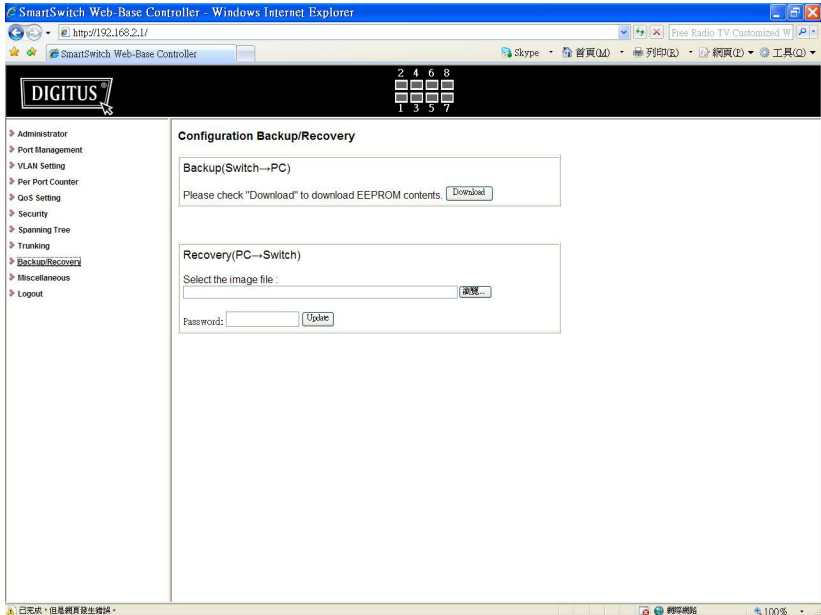 SmartSwitch Web-Base Controller - Windows Internet Explorer
http://192.168.2.1/
Free Radio TV Customized W
SmartSwitch Web-Base Controller
Skype
首頁(M)
列印(R)
網頁(P)
工具(O)
DIGITUS®
2 4 6 8
1 3 5 7
Administrator
Port Management
VLAN Setting
Per Port Counter
QoS Setting
Security
Spanning Tree
Trunking
Backup/Recovery
Miscellaneous
Logout
Configuration Backup/Recovery
Backup(Switch→PC)
Please check "Download" to download EEPROM contents. Download
Recovery(PC→Switch)
Select the image file :
瀏覽...
Password: Update
已完成，但是網頁發生錯誤。
網際網路
100%